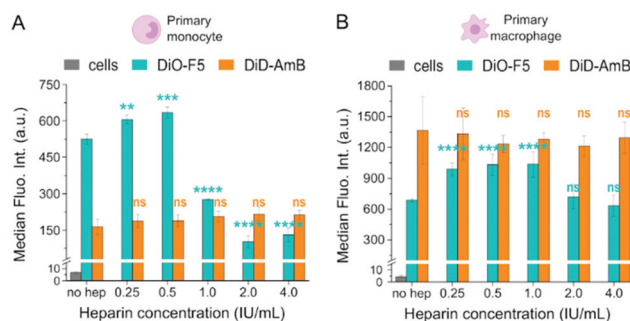 A
Primary
monocyte
cells DiO-F5 DiD-AmB
Median Fluo. Int. (a.u.)
750
600
450
300
150
10
0
** *** **** **** ****
ns ns ns ns ns
no hep 0.25 0.5 1.0 2.0 4.0
Heparin concentration (IU/mL)
B
Primary
macrophage
cells DiO-F5 DiD-AmB
Median Fluo. Int. (a.u.)
1800
1500
1200
900
600
300
10
0
ns ns ns ns ns
**** **** **** ns ns
no hep 0.25 0.5 1.0 2.0 4.0
Heparin concentration (IU/mL)